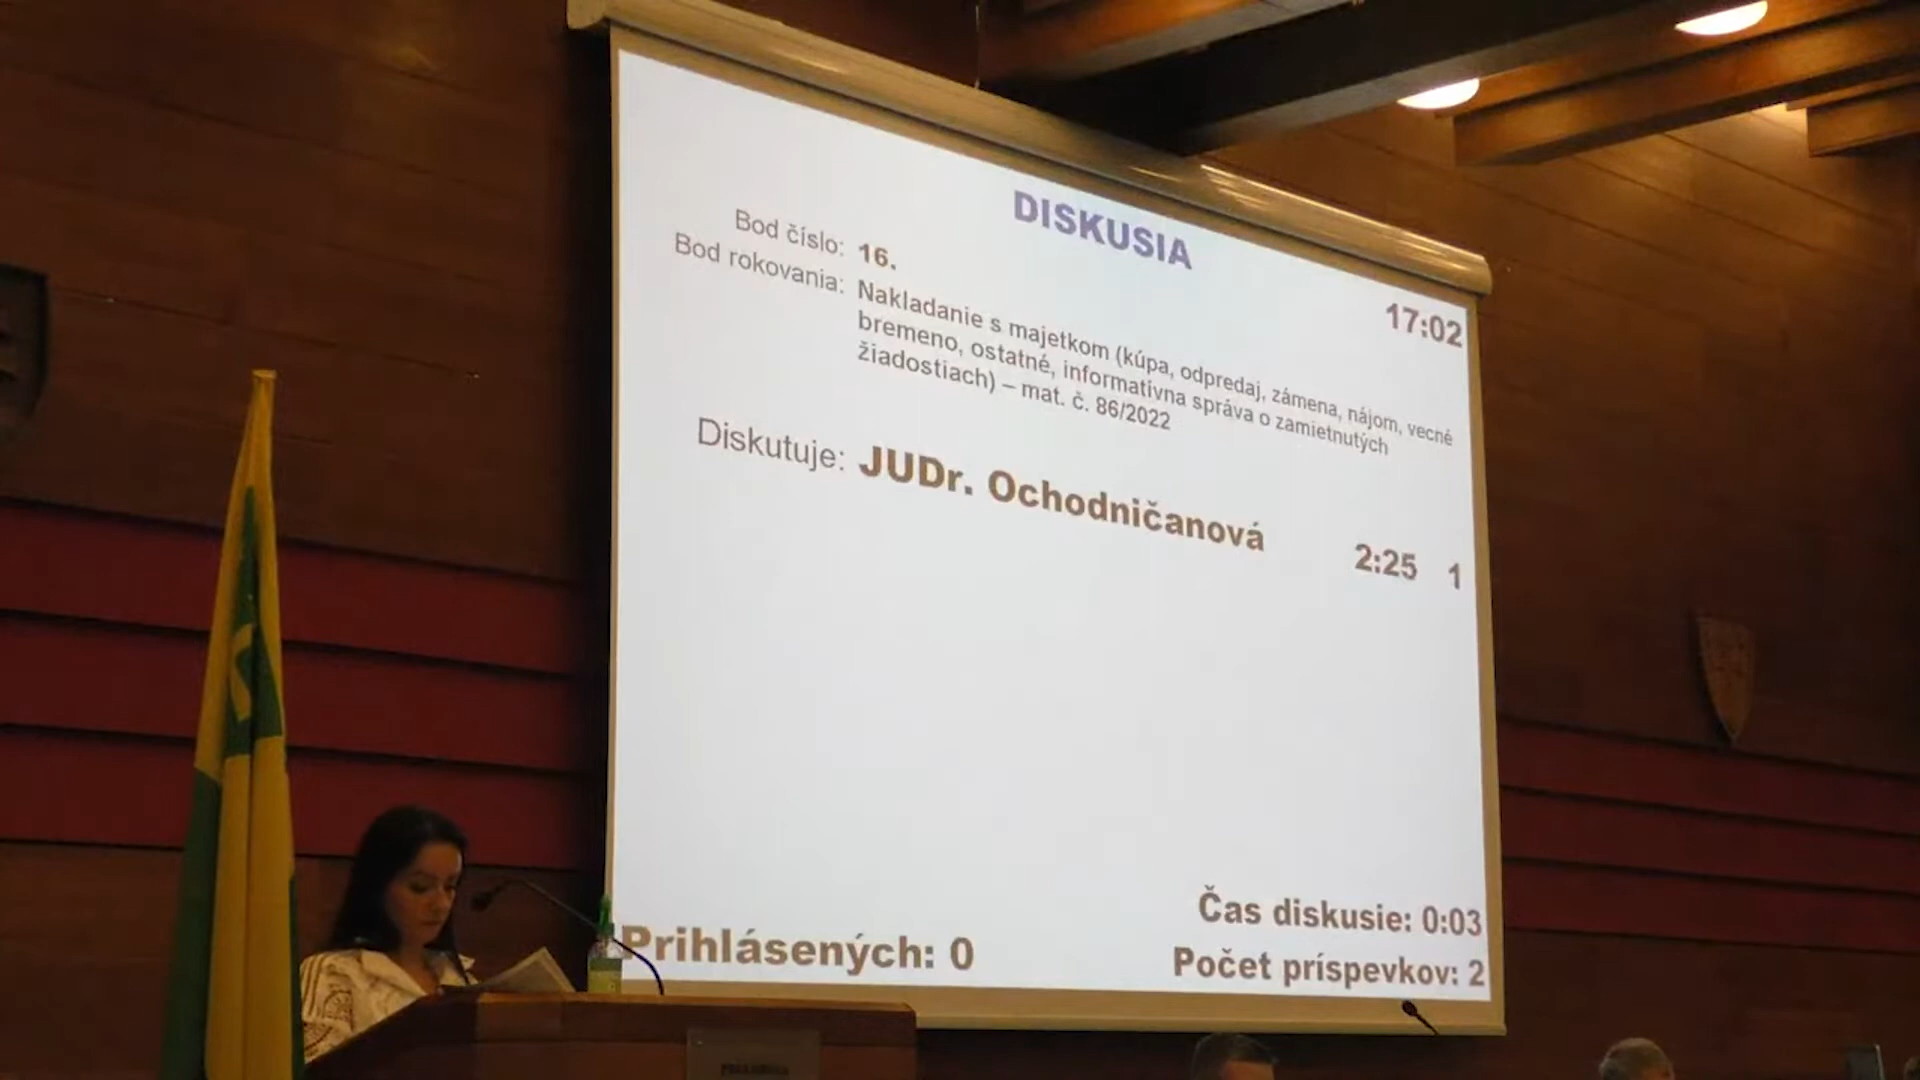 DISKUSIA
Bod číslo: 16.
17:02
Bod rokovania: Nakladanie s majetkom (kúpa, odpredaj, zámena, nájom, vecné
bremeno, ostatné, informatívna správa o zamietnutých
žiadostiach) – mat. č. 86/2022
Diskutuje: JUDr. Ochodničanová 2:25 1
Čas diskusie: 0:03
Prihlásených: 0
Počet príspevkov: 2